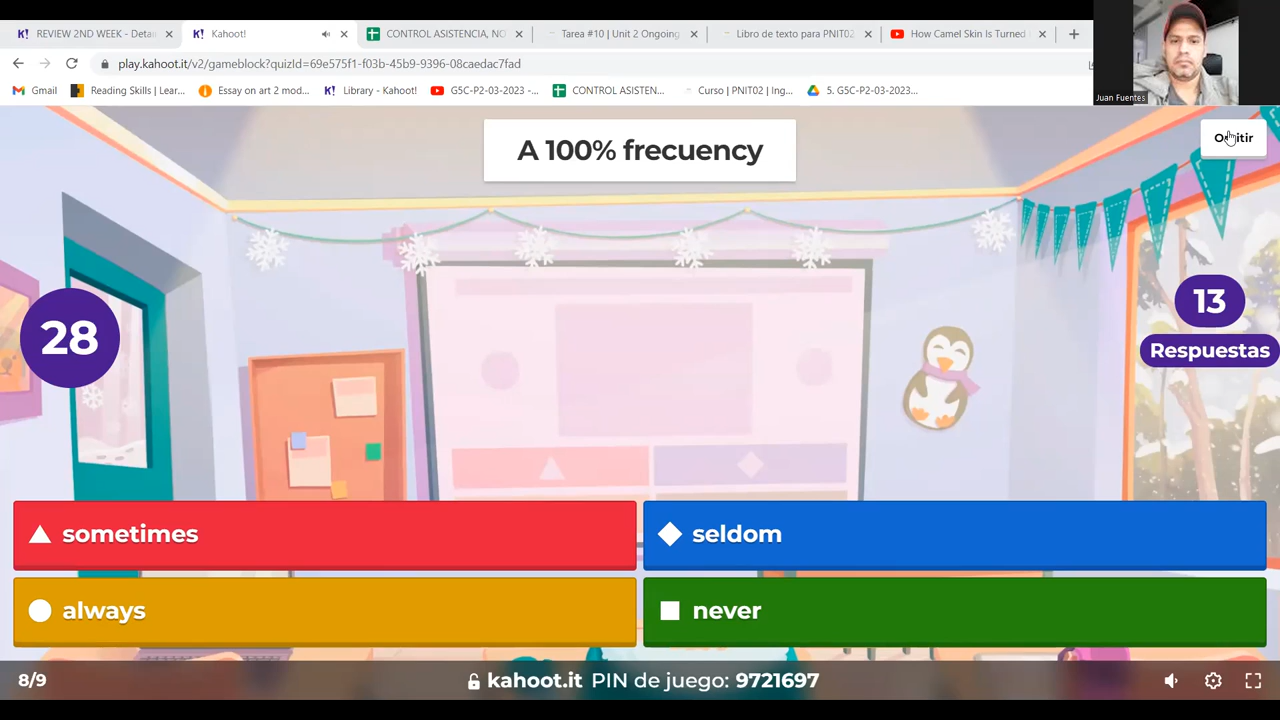 REVIEW 2ND WEEK - Detai
Kahoot!
CONTROL ASISTENCIA, NO
Tarea #10 | Unit 2 Ongoing
Libro de texto para PNIT02
How Camel Skin Is Turned
play.kahoot.it/v2/gameblock?quizId=69e575f1-f03b-45b9-9396-
Gmail
Reading Skills | Lear...
Essay on art 2 mod...
Library - Kahoot!
G5C-P2-03-2023 -...
CONTROL ASISTEN...
Curso | PNIT02 | Ing...
5. G5C-P2-03-2023...
Juan Fuentes
A 100% frecuency
Omitir
28
13
Respuestas
sometimes
seldom
always
never
8/9
kahoot.it PIN de juego: 9721697